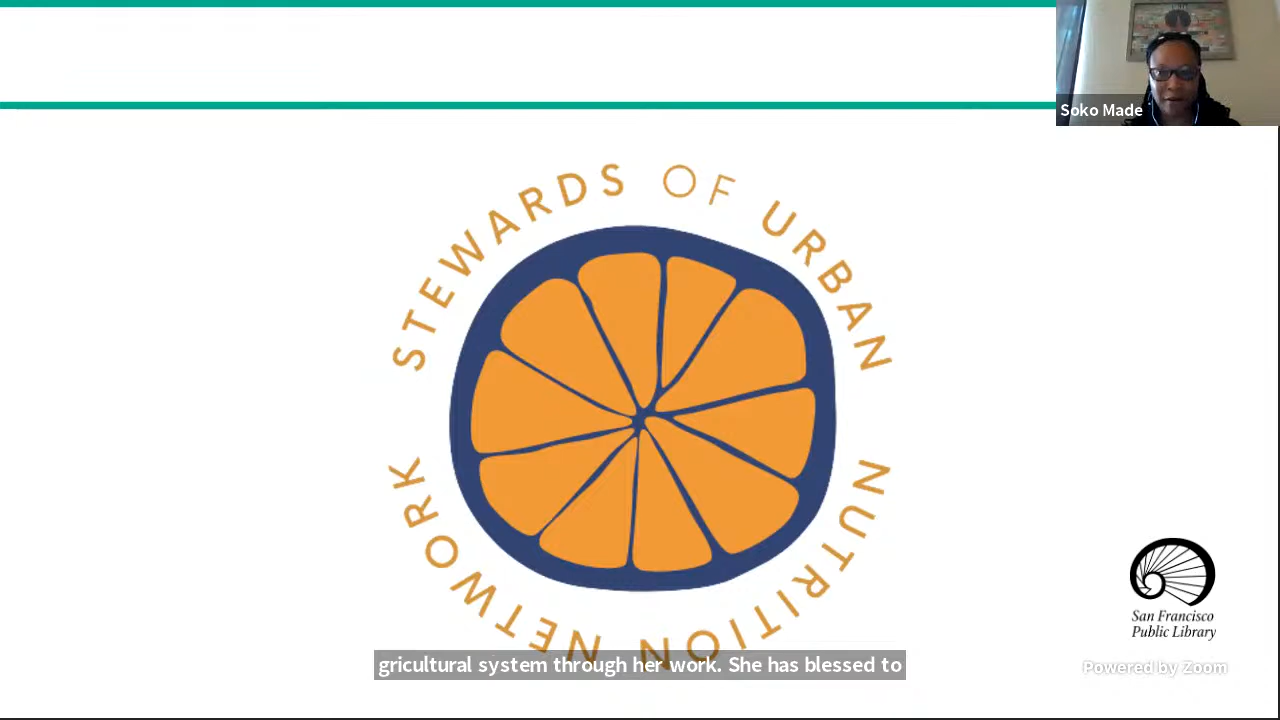 Soko Made
STEWARDS OF URBAN
NUTRITION NETWORK
San Francisco
Public Library
gricultural system through her work. She has blessed to
Powered by Zoom